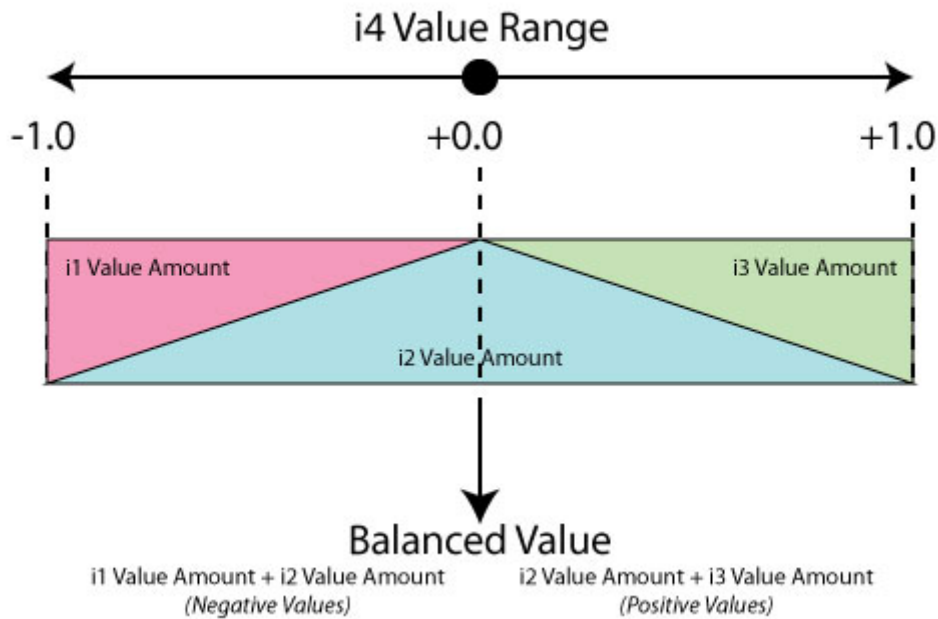 i4 Value Range
-1.0 +0.0 +1.0
i1 Value Amount i3 Value Amount
i2 Value Amount
Balanced Value
i1 Value Amount + i2 Value Amount i2 Value Amount + i3 Value Amount
(Negative Values) (Positive Values)